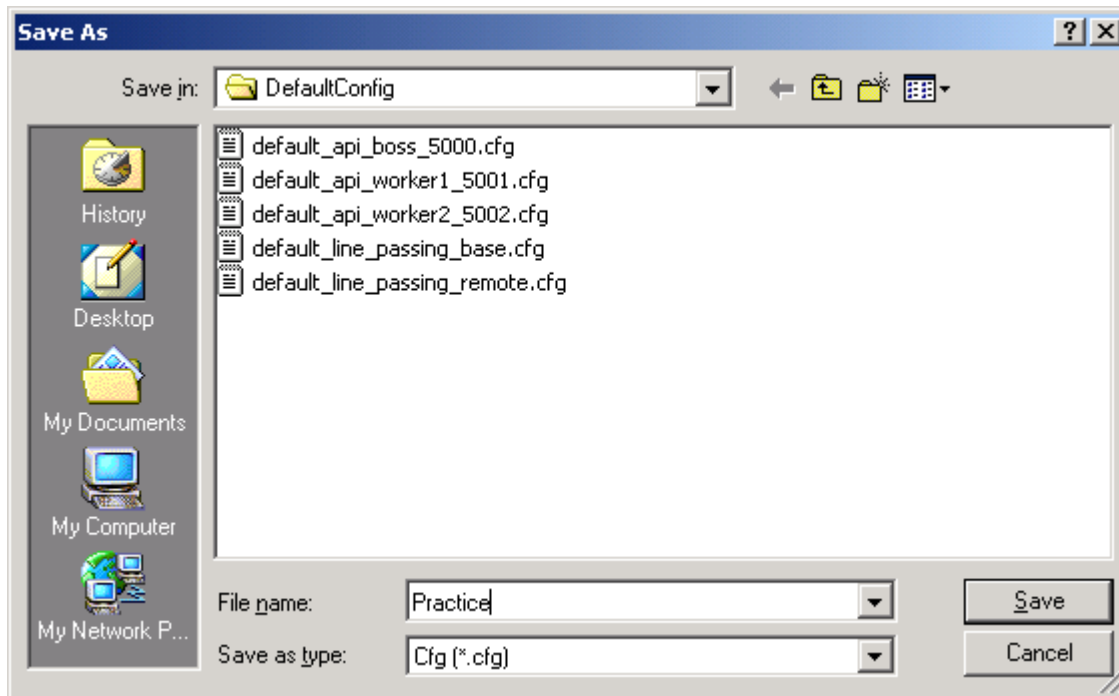 Save As
Save in: DefaultConfig
default_api_boss_5000.cfg
default_api_worker1_5001.cfg
default_api_worker2_5002.cfg
default_line_passing_base.cfg
default_line_passing_remote.cfg
History
Desktop
My Documents
My Computer
My Network P...
File name: Practice Save
Save as type: Cfg (*.cfg) Cancel